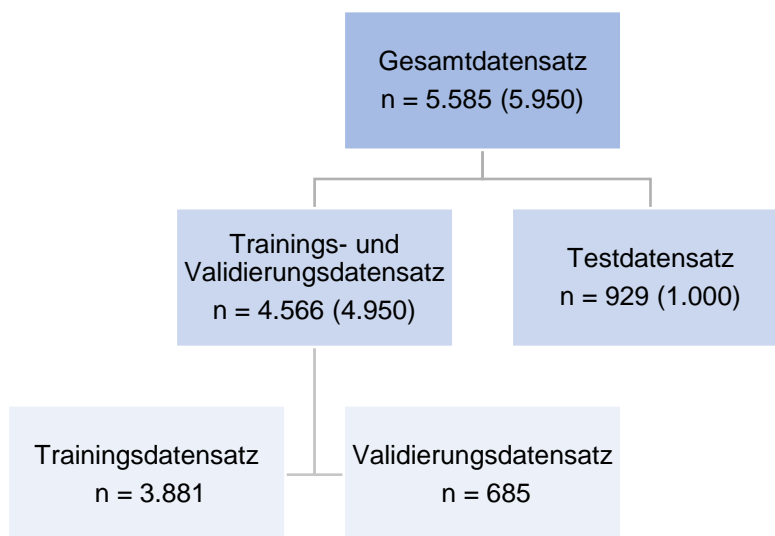 Gesamtdatensatz
n = 5.585 (5.950)
Trainings- und
Validierungsdatensatz
n = 4.566 (4.950)
Testdatensatz
n = 929 (1.000)
Trainingsdatensatz
n = 3.881
Validierungsdatensatz
n = 685